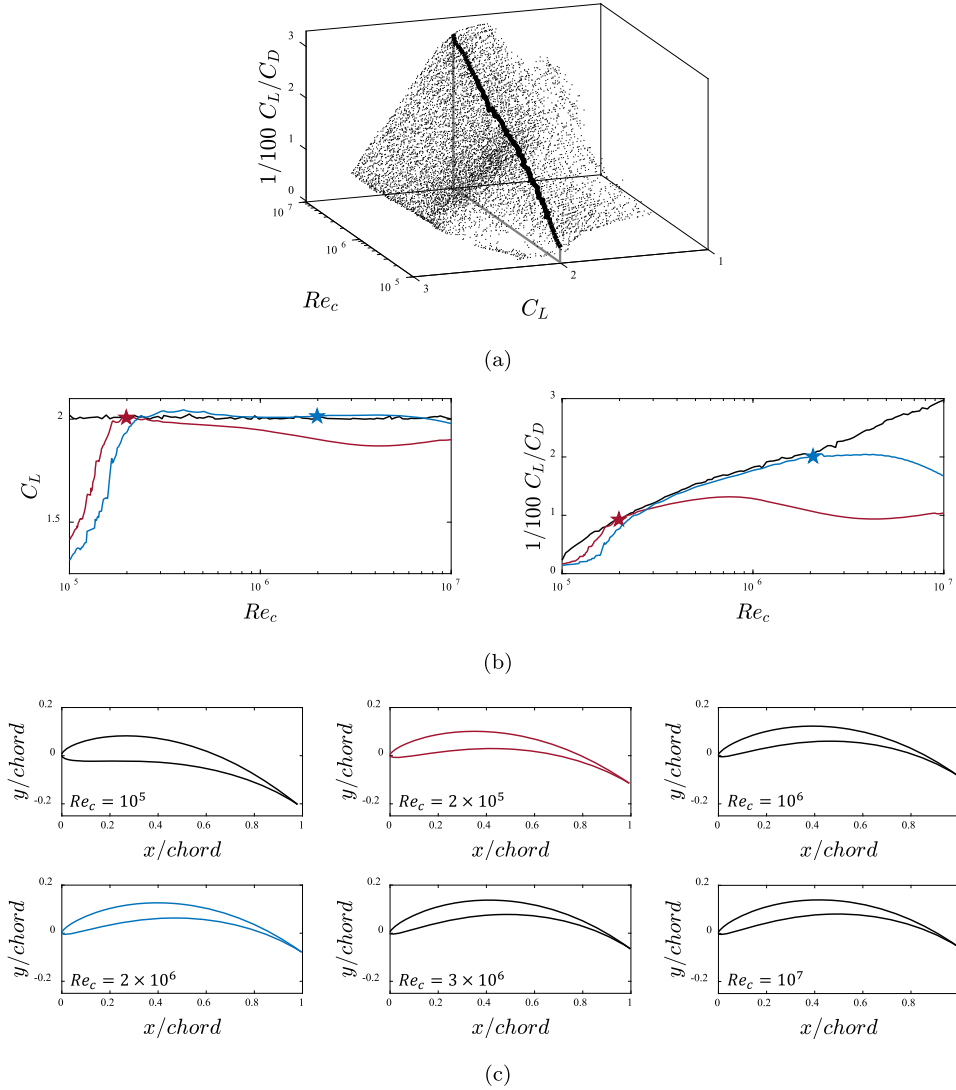 3
2
1
0
1/100 C_L/C_D
10^7
10^6
10^5
Re_c
3
2
1
C_L
(a)
2
1.5
C_L
10^5 10^6 10^7
Re_c
3
2
1
0
1/100 C_L/C_D
10^5 10^6 10^7
Re_c
(b)
0.2
0
-0.2
y/chord
Re_c = 10^5
0 0.2 0.4 0.6 0.8 1
x/chord
0.2
0
-0.2
y/chord
Re_c = 2 × 10^5
0 0.2 0.4 0.6 0.8 1
x/chord
0.2
0
-0.2
y/chord
Re_c = 10^6
0 0.2 0.4 0.6 0.8
x/chord
0.2
0
-0.2
y/chord
Re_c = 2 × 10^6
0 0.2 0.4 0.6 0.8 1
x/chord
0.2
0
-0.2
y/chord
Re_c = 3 × 10^6
0 0.2 0.4 0.6 0.8 1
x/chord
0.2
0
-0.2
y/chord
Re_c = 10^7
0 0.2 0.4 0.6 0.8
x/chord
(c)